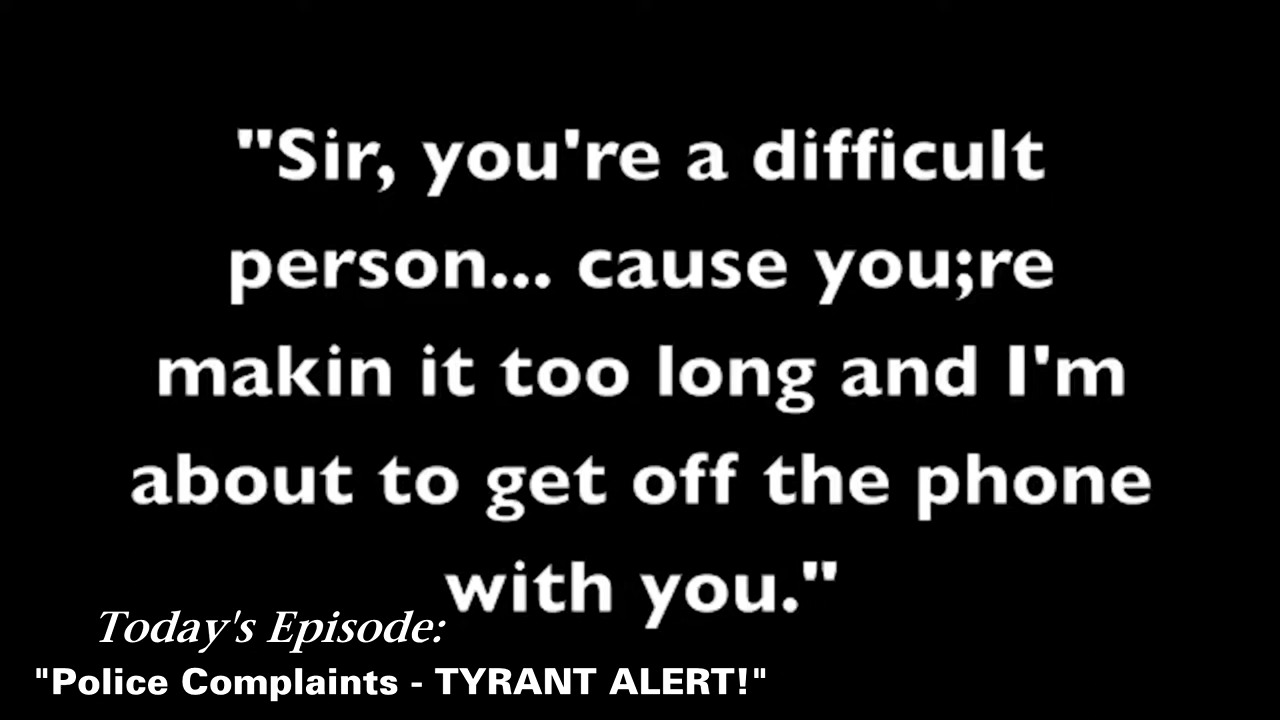 "Sir, you're a difficult
person... cause you;re
makin it too long and I'm
about to get off the phone
with you."
Today's Episode:
"Police Complaints - TYRANT ALERT!"